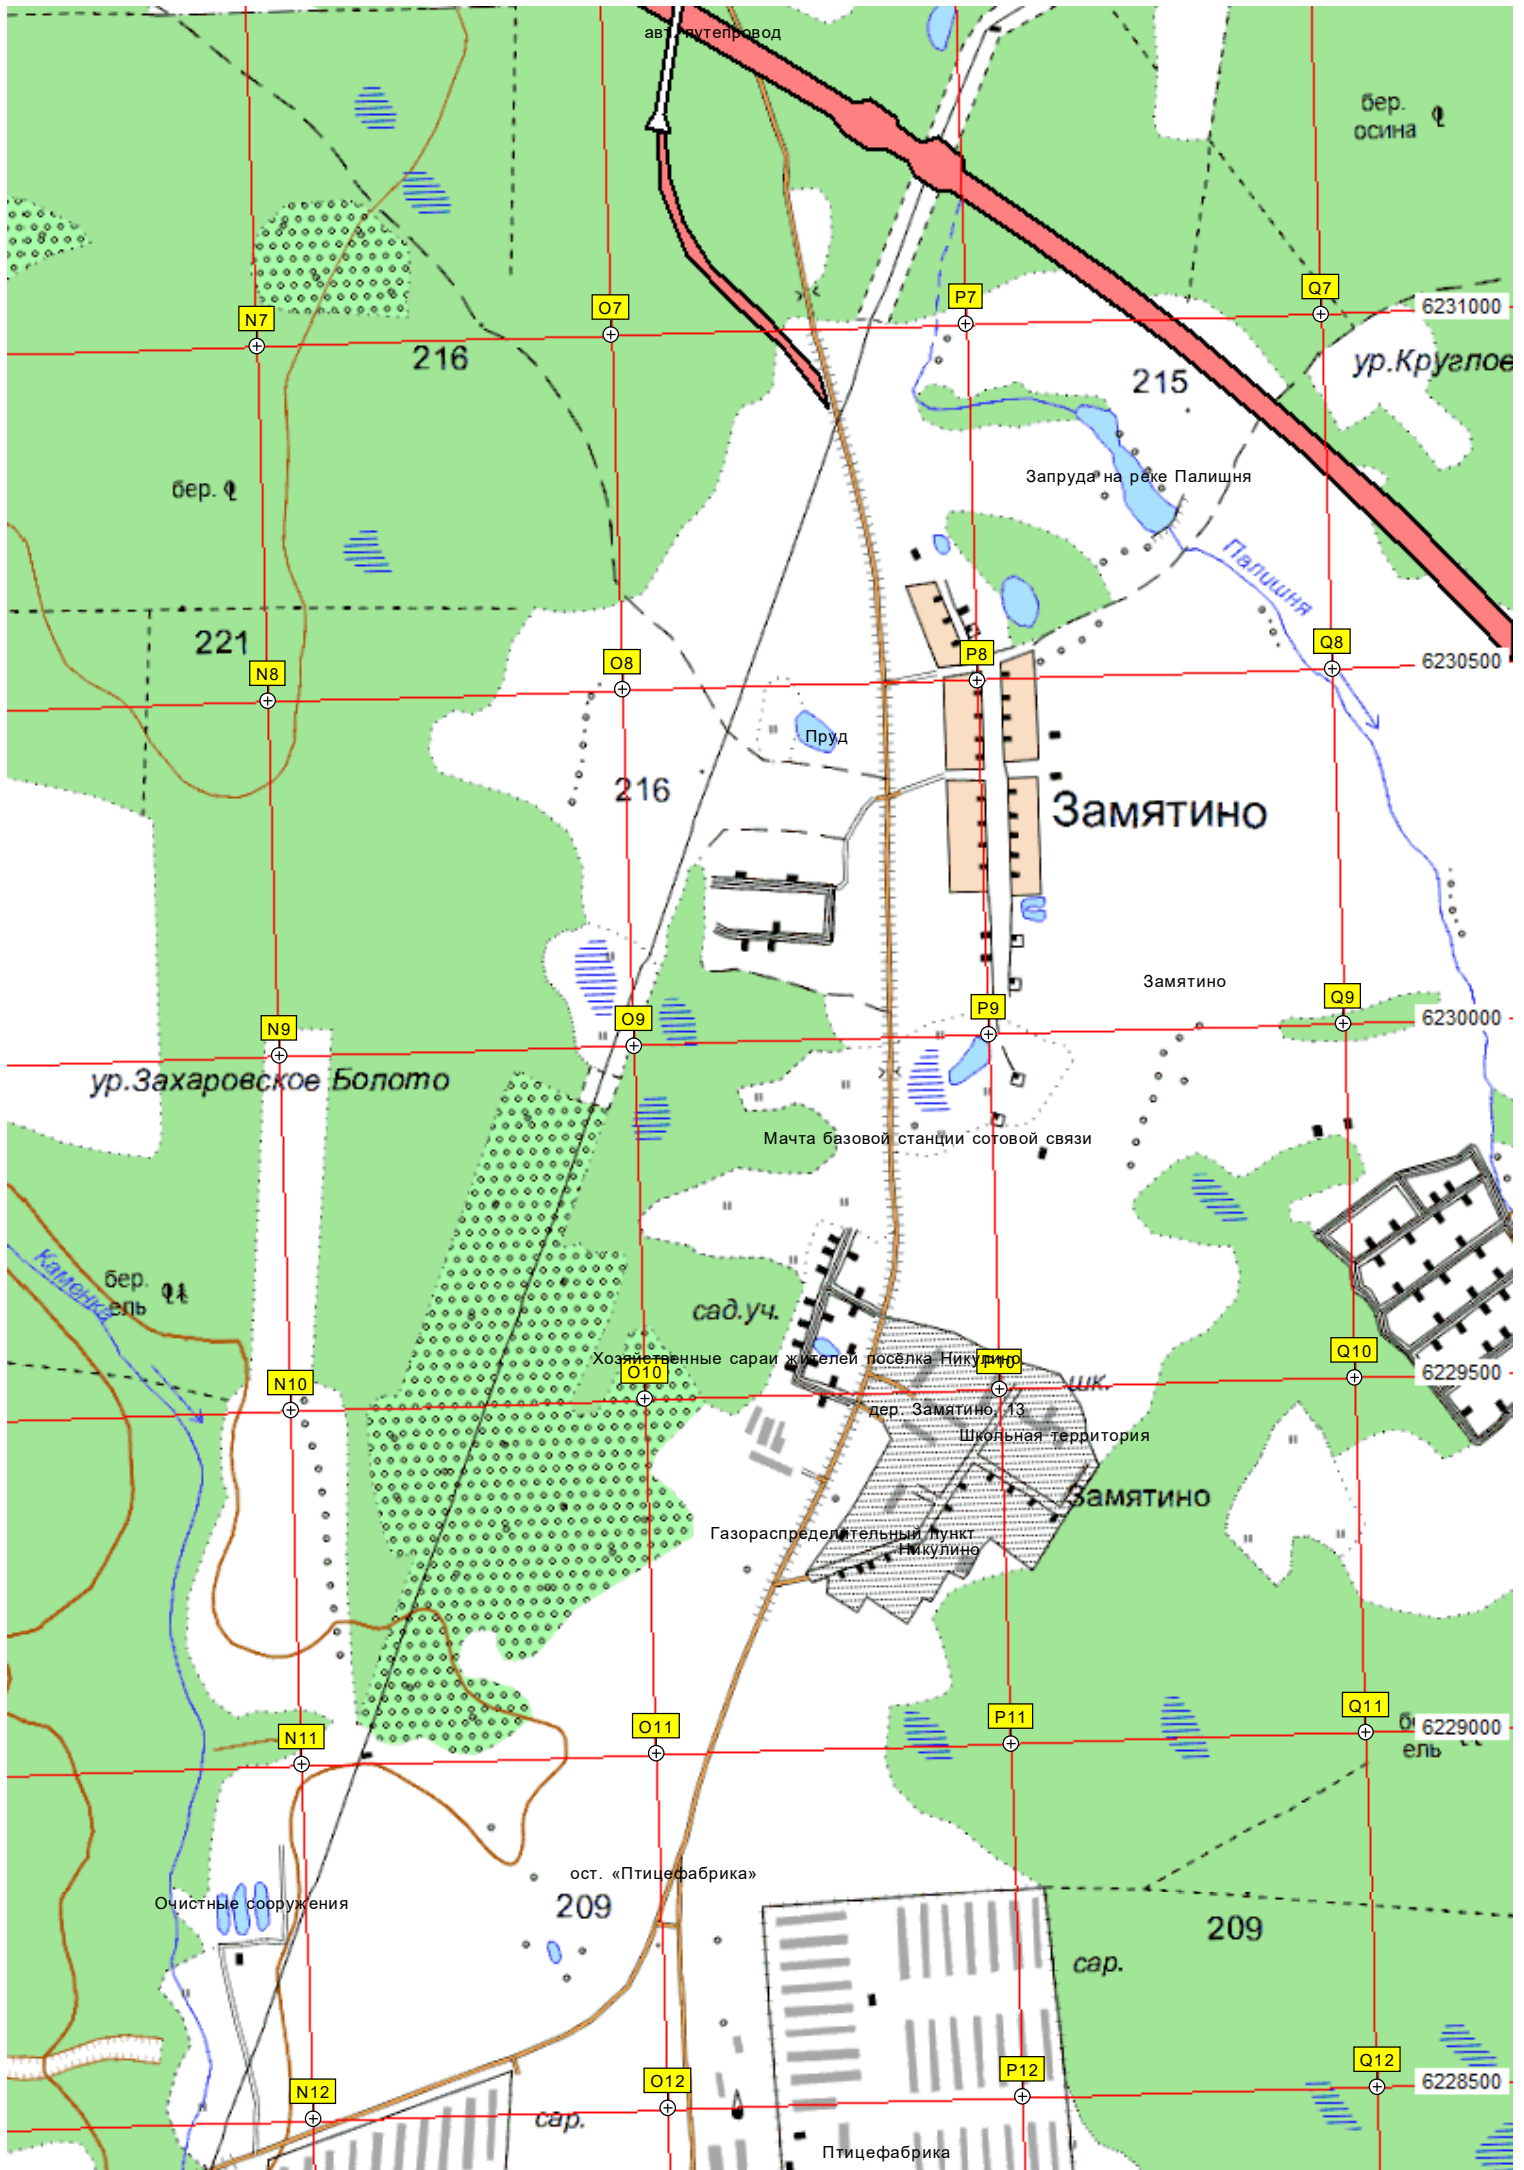 авт. путепровод
бер.
осина
Q7
P7
O7
N7
6231000
216
215
ур.Круглое
бер.
Запруда на реке Палишня
Палишня
221
Q8
P8
O8
N8
6230500
Пруд
216
Замятино
Замятино
Q9
P9
O9
N9
6230000
ур.Захаровское Болото
Мачта базовой станции сотовой связи
Каменка
бер.
ель
сад.уч.
Хозяйственные сараи жителей посёлка Никулино
Q10
P10
O10
N10
6229500
шк.
дер. Замятино, 13
Школьная территория
Замятино
Газораспределительный пункт
Никулино
Q11
P11
O11
N11
6229000
ель
ост. «Птицефабрика»
Очистные сооружения
209
209
сар.
Q12
P12
O12
N12
6228500
сар.
Птицефабрика